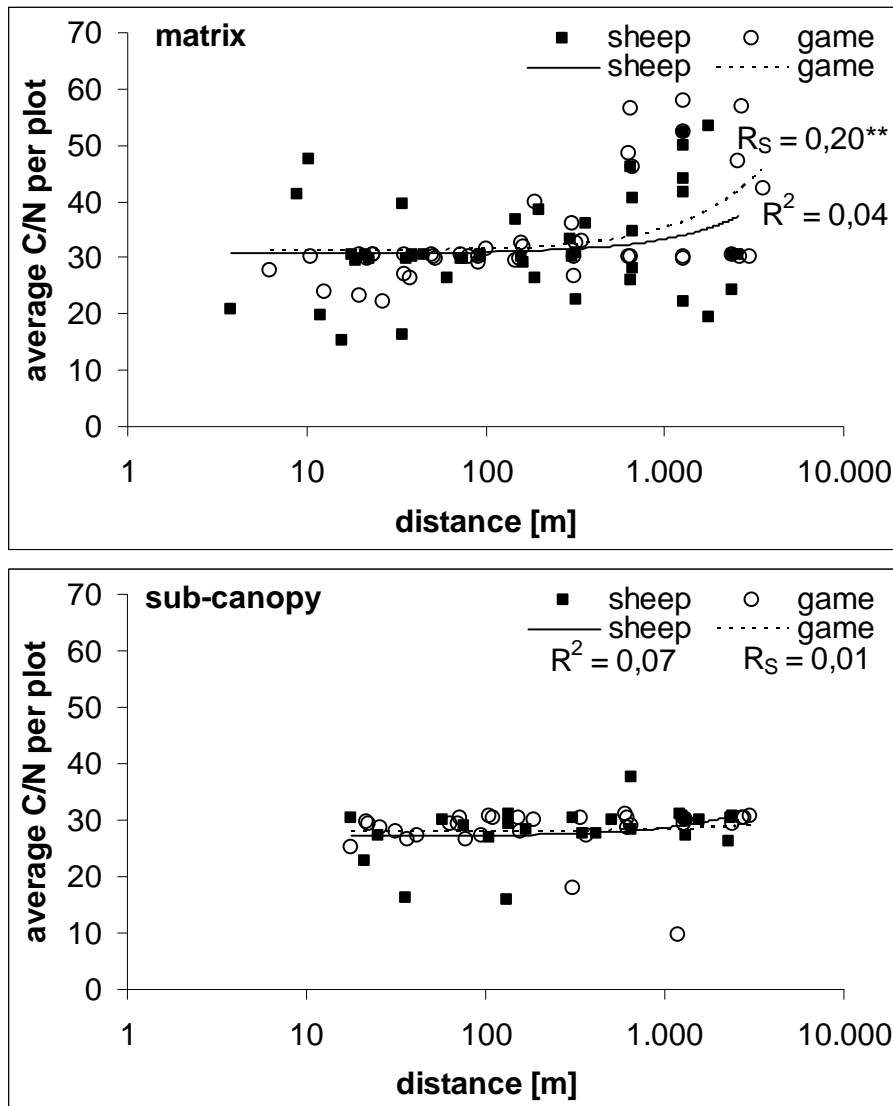 matrix
sheep game
sheep game
R_S = 0,20**
R² = 0,04
70
60
50
40
30
20
10
0
average C/N per plot
1 10 100 1.000 10.000
distance [m]
sub-canopy
sheep game
sheep game
R² = 0,07 R_S = 0,01
70
60
50
40
30
20
10
0
average C/N per plot
1 10 100 1.000 10.000
distance [m]